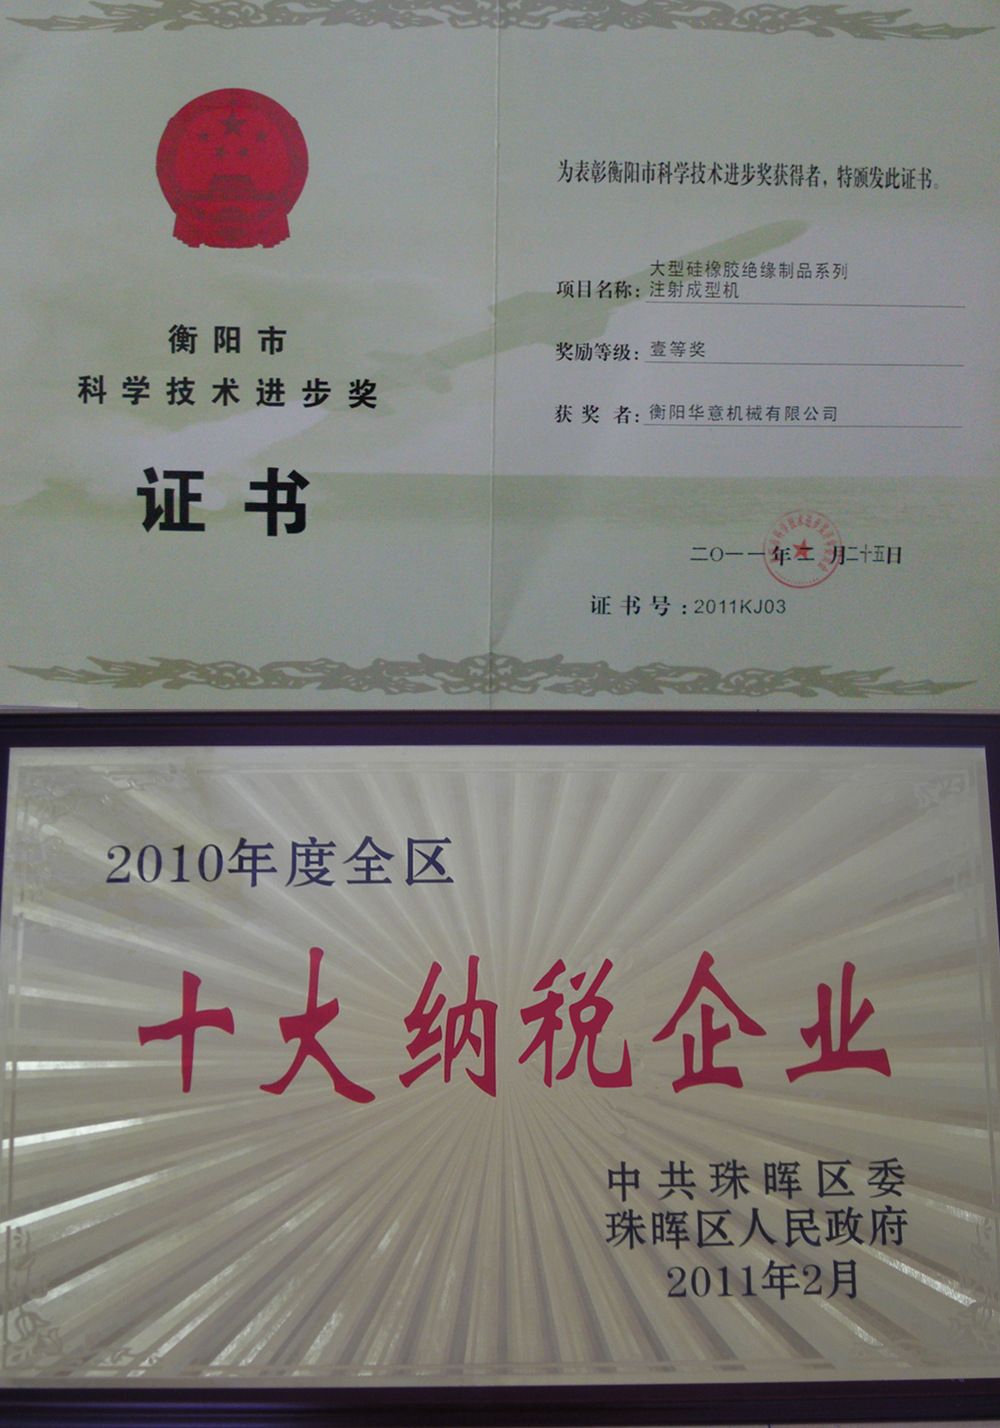 衡阳市
科学技术进步奖
证书
为表彰衡阳市科学技术进步奖获得者，特颁发此证书。
项目名称：大型硅橡胶绝缘制品系列
注射成型机
奖励等级：壹等奖
获奖者：衡阳华意机械有限公司
二〇一一年二月二十五日
证书号：2011KJ03
2010年度全区
十大纳税企业
中共珠晖区委
珠晖区人民政府
2011年2月